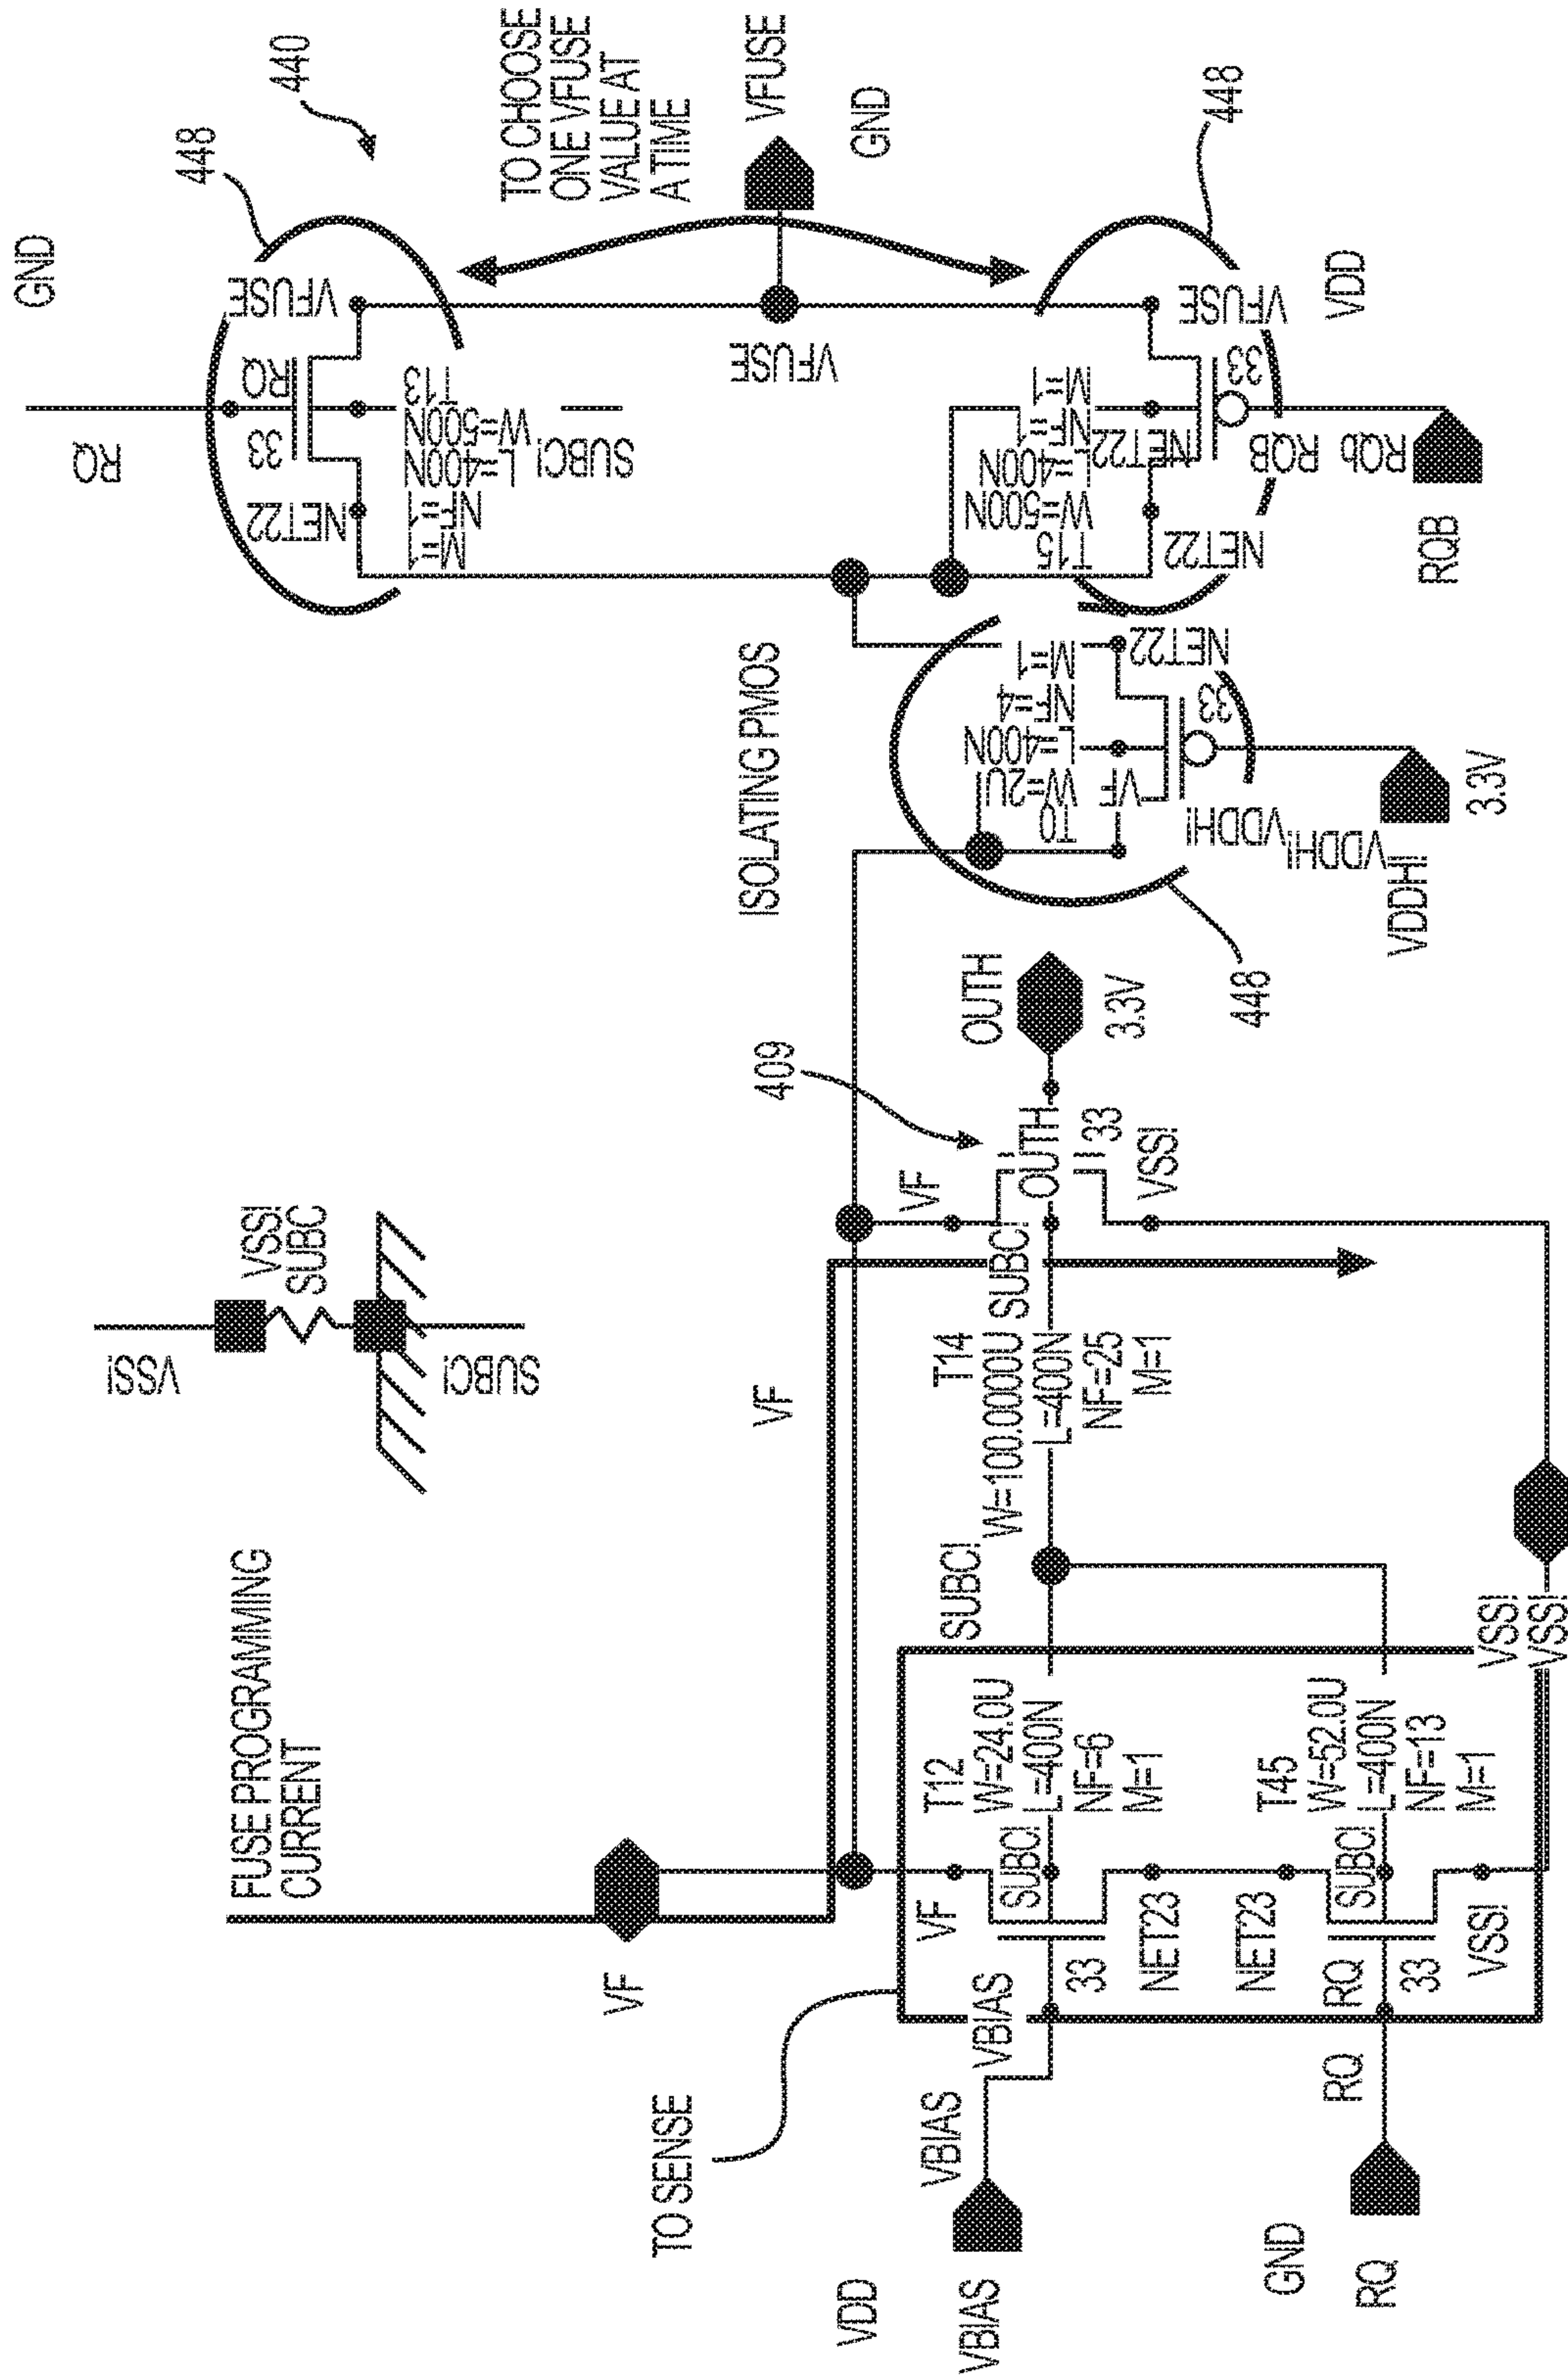 FUSE PROGRAMING
CURRENT
VSS!
VSS!
SUBC
SUBC!
GND
RQ
448
440
33
RQ
VFUSE
NET22
T13
W=500N
L=400N
NF=1
M=1
SUBC!
TO CHOOSE
ONE VFUSE
VALUE AT
A TIME
VFUSE
VFUSE
GND
448
TO SENSE
VF
VF
409
ISOLATING PMOS
VDD
VBIAS
VBIAS
VBIAS
VF
33
NET23
SUBC!
T12
W=24.0U
L=400N
NF=6
M=1
SUBC!
T14
W=100.0000U
L=400N
NF=25
M=1
SUBC!
VF
OUTH
33
VSS!
OUTH
3.3V
448
T0
W=2U
L=400N
NF=4
M=1
VF
33
NET22
VDDH!
VDDH!
VDDH!
3.3V
T15
W=500N
L=400N
NF=1
M=1
NET22
NET22
33
VFUSE
VDD
RQB
RQb
RQB
GND
RQ
RQ
RQ
NET23
33
VSS!
SUBC!
T45
W=52.0U
L=400N
NF=13
M=1
VSS!
VSS!